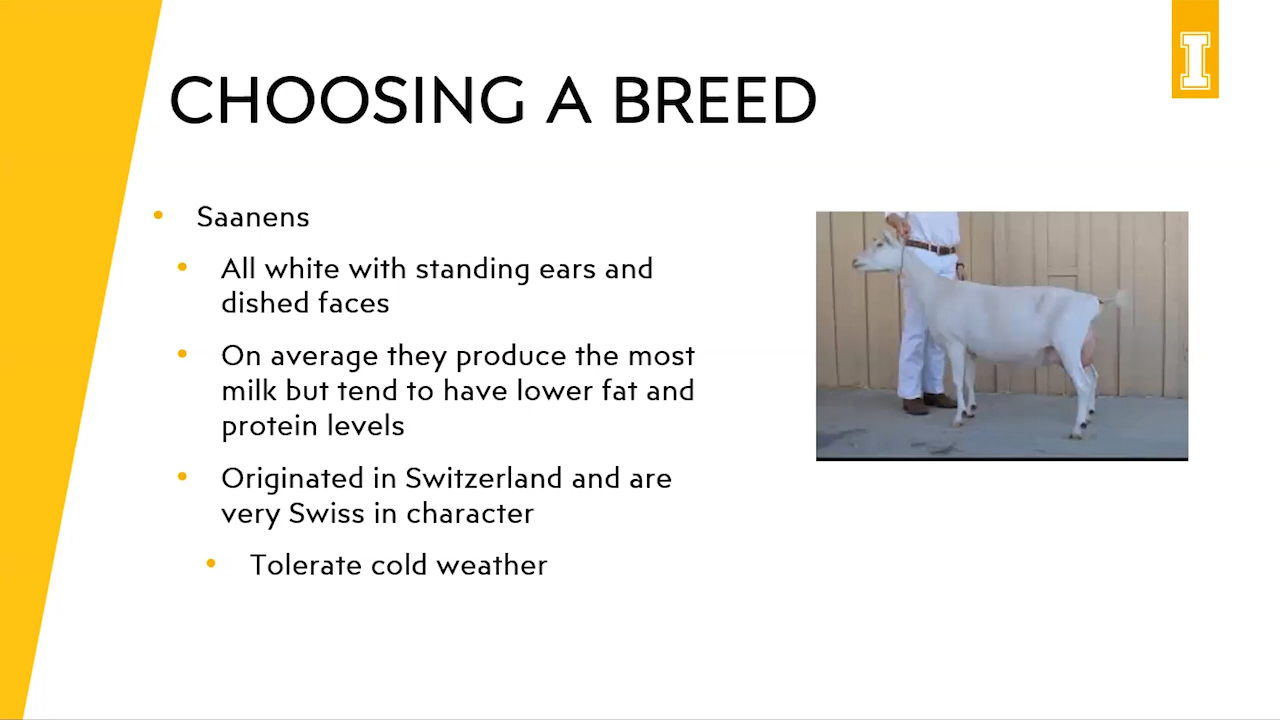 I
CHOOSING A BREED
• Saanens
• All white with standing ears and
dished faces
• On average they produce the most
milk but tend to have lower fat and
protein levels
• Originated in Switzerland and are
very Swiss in character
• Tolerate cold weather